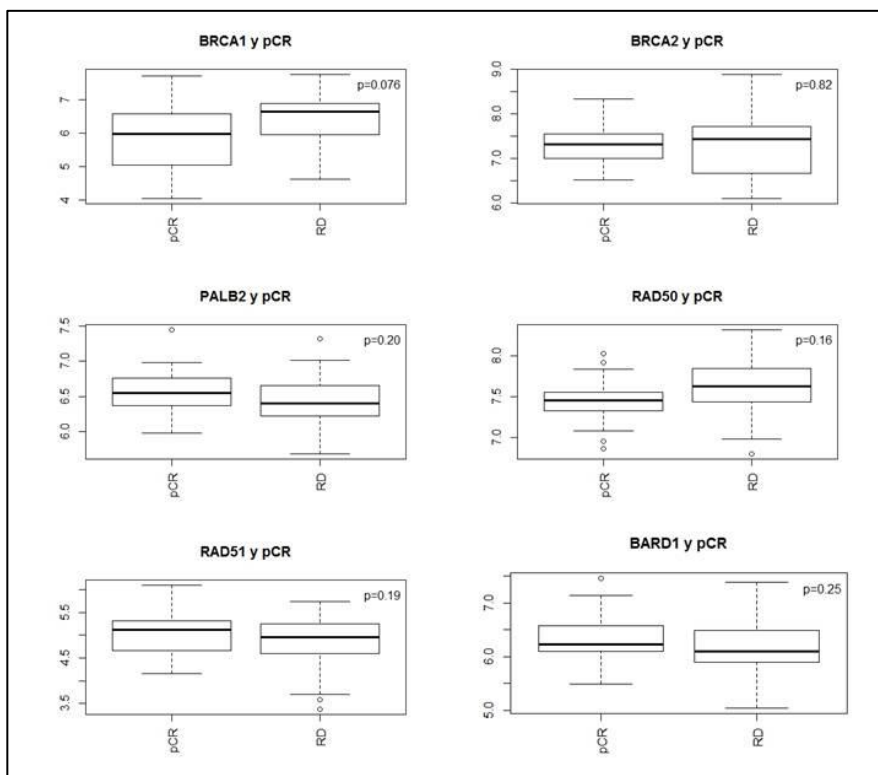 BRCA1 y pCR
p=0.076
7
6
5
4
pCR
RD
BRCA2 y pCR
p=0.82
9.0
8.0
7.0
6.0
pCR
RD
PALB2 y pCR
p=0.20
7.5
7.0
6.5
6.0
pCR
RD
RAD50 y pCR
p=0.16
8.0
7.5
7.0
pCR
RD
RAD51 y pCR
p=0.19
5.5
4.5
3.5
pCR
RD
BARD1 y pCR
p=0.25
7.0
6.0
5.0
pCR
RD